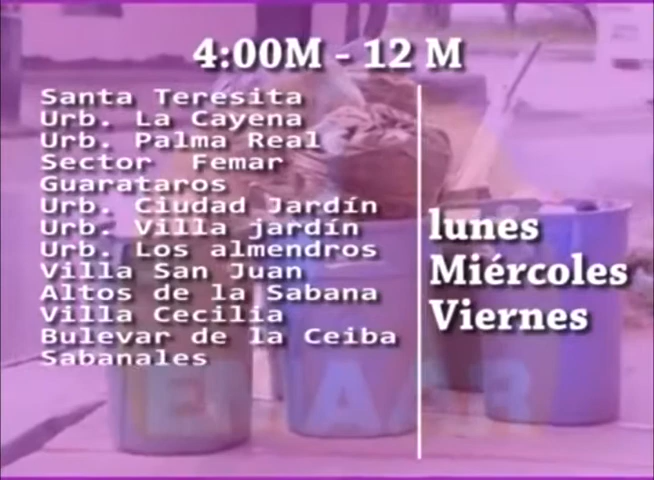 4:00M - 12 M
Santa Teresita
Urb. La Cayena
Urb. Palma Real
Sector Femar
Guarataros
Urb. Ciudad Jardín
Urb. Villa jardín
Urb. Los almendros
Villa San Juan
Altos de la Sabana
Villa Cecilia
Bulevar de la Ceiba
Sabanales
lunes
Miércoles
Viernes